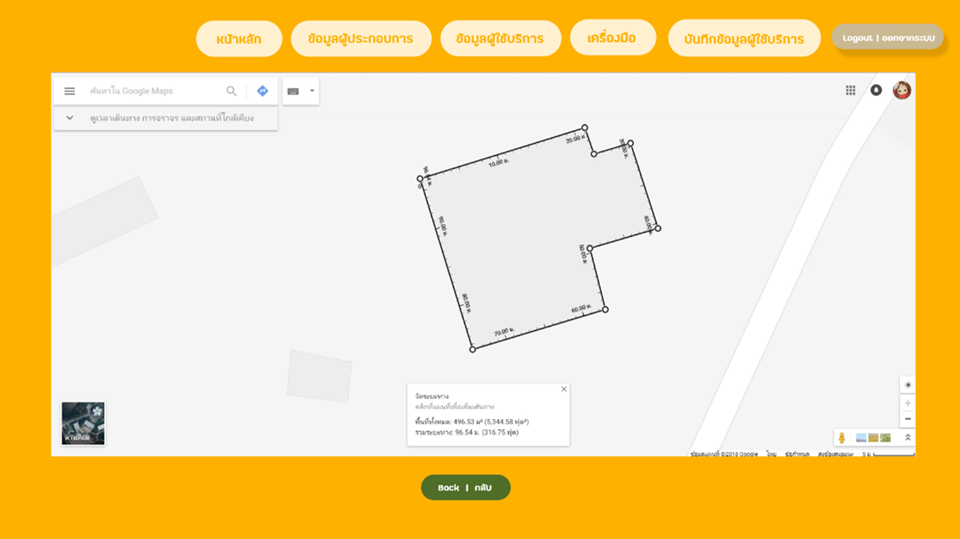 หน้าหลัก
ข้อมูลผู้ประกอบการ
ข้อมูลผู้ใช้บริการ
เครื่องมือ
บันทึกข้อมูลผู้ใช้บริการ
Logout | ออกจากระบบ
ค้นหาใน Google Maps
ดูเวลาเดินทาง การจราจร และสถานที่ใกล้เคียง
20.00 ม.
10.00 ม.
30.00 ม.
96.54 ม.
0
90.00 ม.
40.00 ม.
50.00 ม.
80.00 ม.
60.00 ม.
70.00 ม.
วัดระยะทาง
คลิกที่แผนที่เพื่อเพิ่มเส้นทาง
พื้นที่ทั้งหมด: 496.53 ม² (5,344.58 ฟุต²)
รวมระยะทาง: 96.54 ม. (316.75 ฟุต)
ดาวเทียม
ข้อมูลแผนที่ ©2018 Google ไทย ข้อกำหนด ส่งข้อเสนอแนะ 5 ม.
Back | กลับ